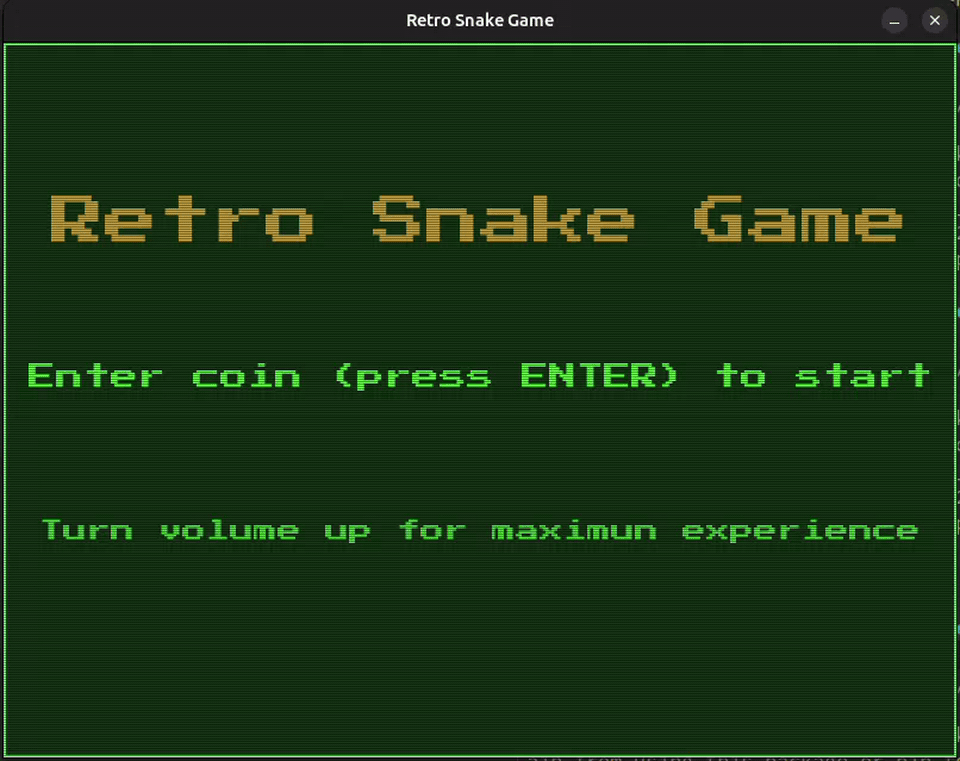 Retro Snake Game
Retro Snake Game
Enter coin (press ENTER) to start
Turn volume up for maximun experience